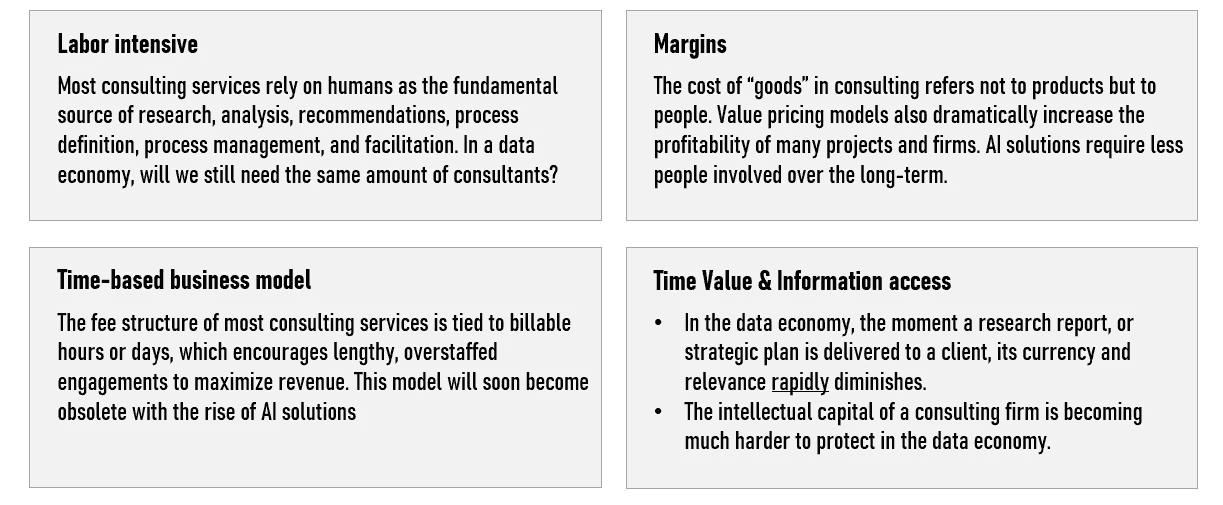 Labor intensive
Most consulting services rely on humans as the fundamental
source of research, analysis, recommendations, process
definition, process management, and facilitation. In a data
economy, will we still need the same amount of consultants?
Margins
The cost of “goods” in consulting refers not to products but to
people. Value pricing models also dramatically increase the
profitability of many projects and firms. AI solutions require less
people involved over the long-term.
Time-based business model
The fee structure of most consulting services is tied to billable
hours or days, which encourages lengthy, overstaffed
engagements to maximize revenue. This model will soon become
obsolete with the rise of AI solutions
Time Value & Information access
• In the data economy, the moment a research report, or
strategic plan is delivered to a client, its currency and
relevance rapidly diminishes.
• The intellectual capital of a consulting firm is becoming
much harder to protect in the data economy.